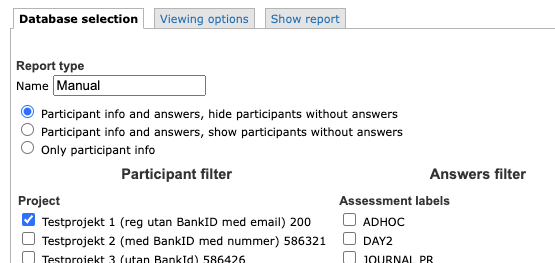 Database selection Viewing options Show report
Report type
Name Manual
Participant info and answers, hide participants without answers
Participant info and answers, show participants without answers
Only participant info
Participant filter Answers filter
Project Assessment labels
Testprojekt 1 (reg utan BankID med email) 200 ADHOC
Testprojekt 2 (med BankID med nummer) 586321 DAY2
Testprojekt 3 (utan BankId) 586426 JOURNAL PR